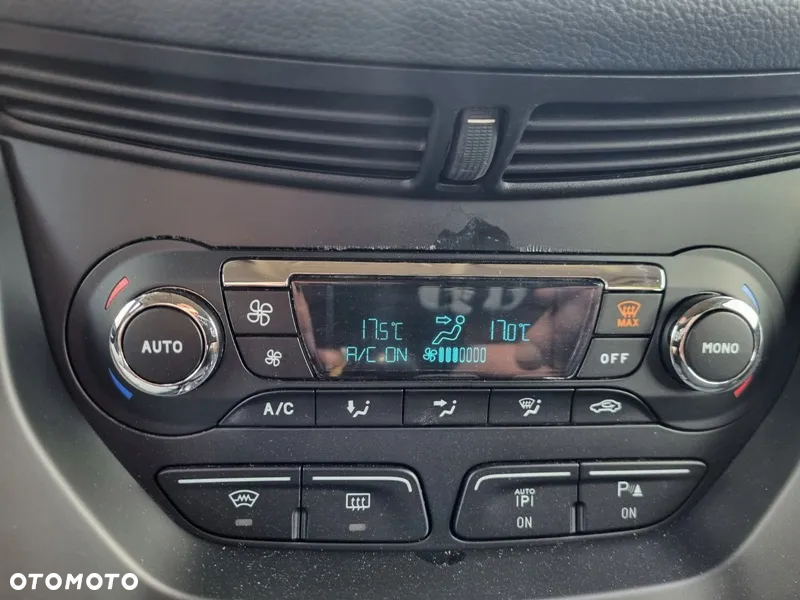 17.5°C 17.0°C
A/C ON
AUTO
MAX
OFF
MONO
A/C
AUTO
P
ON
P
ON
OTOMOTO